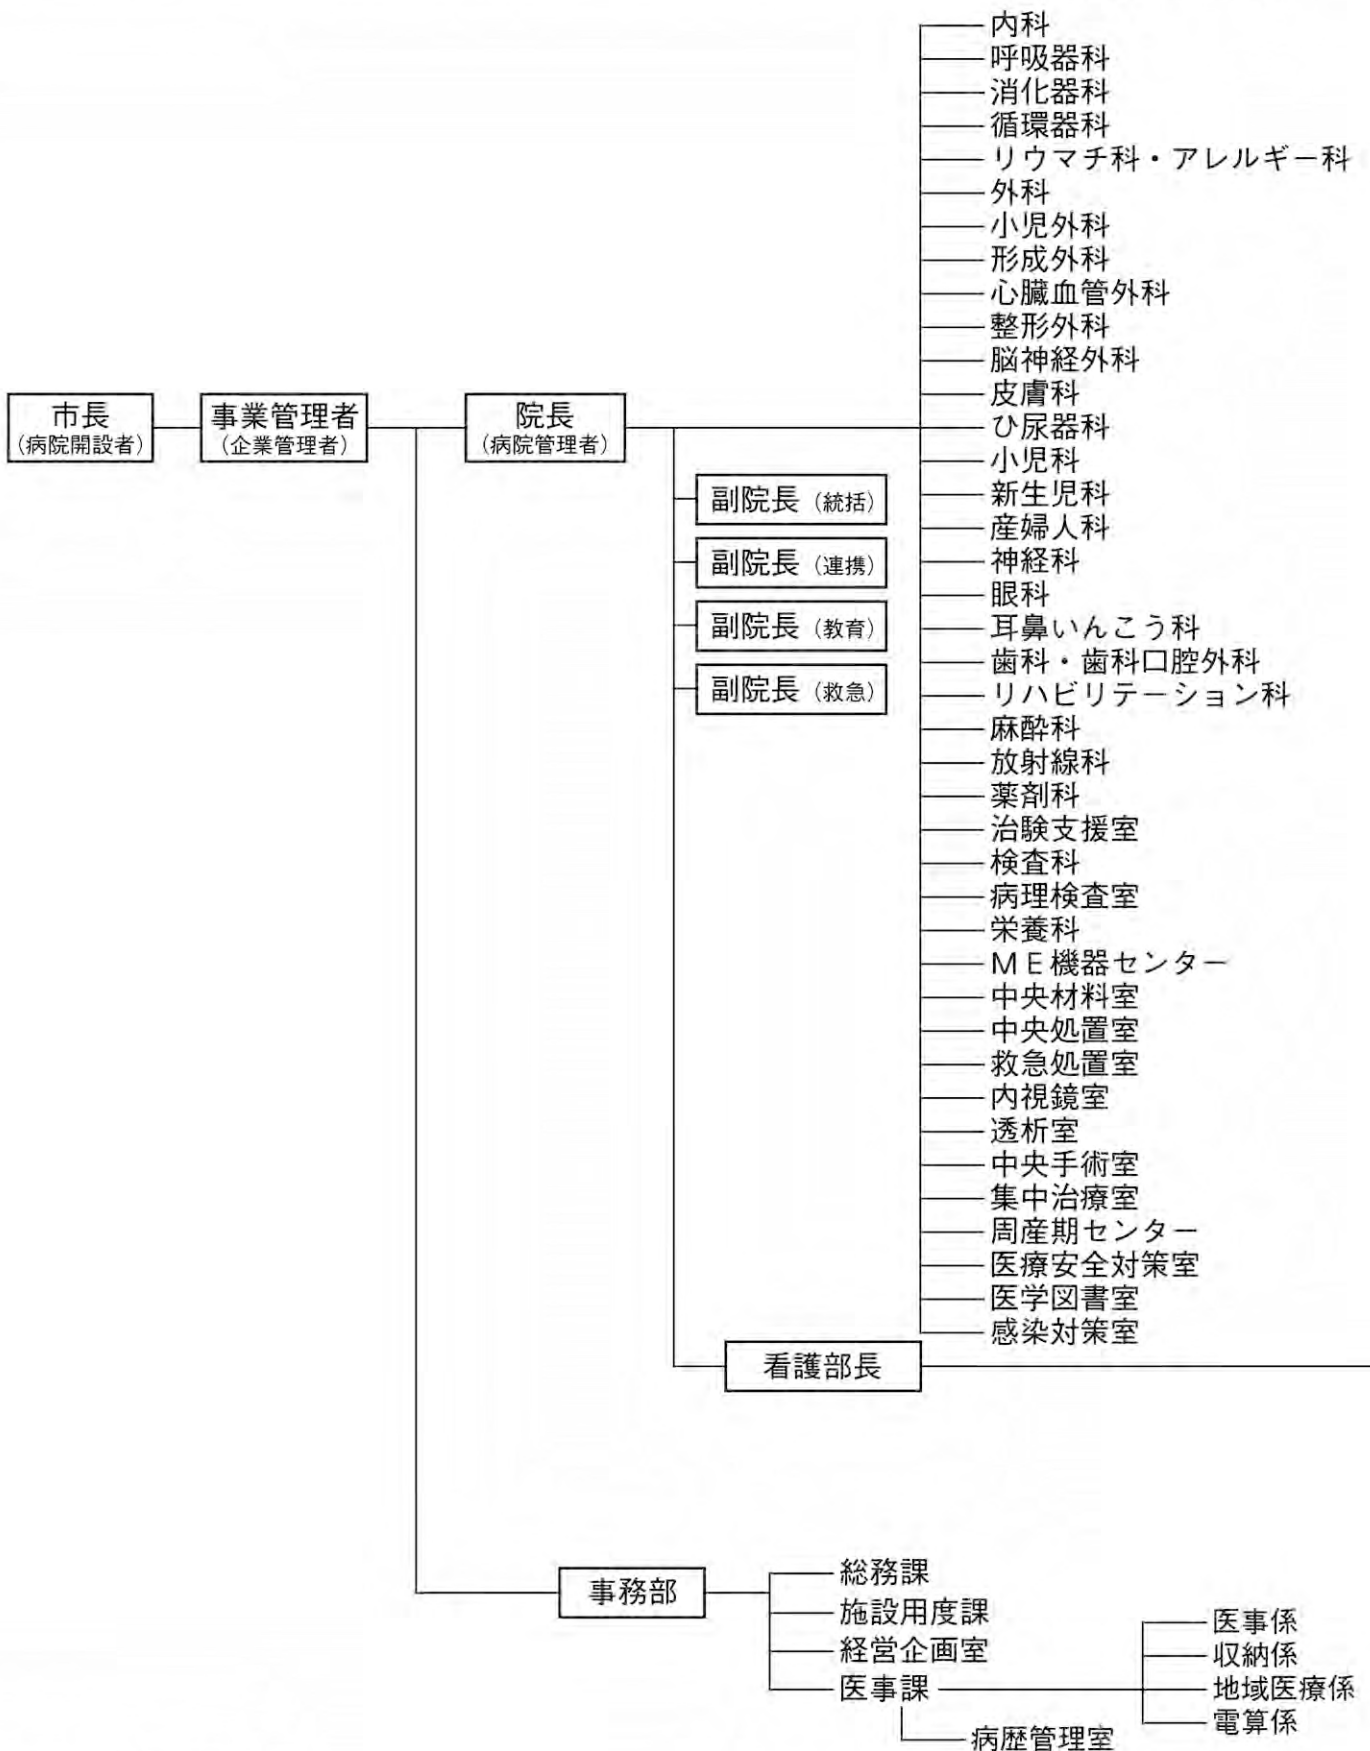 内科
呼吸器科
消化器科
循環器科
リウマチ科・アレルギー科
外科
小児外科
形成外科
心臓血管外科
整形外科
脳神経外科
皮膚科
ひ尿器科
小児科
新生児科
産婦人科
神経科
眼科
耳鼻いんこう科
歯科・歯科口腔外科
リハビリテーション科
麻酔科
放射線科
薬剤科
治験支援室
検査科
病理検査室
栄養科
ＭＥ機器センター
中央材料室
中央処置室
救急処置室
内視鏡室
透析室
中央手術室
集中治療室
周産期センター
医療安全対策室
医学図書室
感染対策室
市長
（病院開設者）
事業管理者
（企業管理者）
院長
（病院管理者）
副院長（統括）
副院長（連携）
副院長（教育）
副院長（救急）
看護部長
事務部
総務課
施設用度課
経営企画室
医事課
医事係
収納係
地域医療係
電算係
病歴管理室